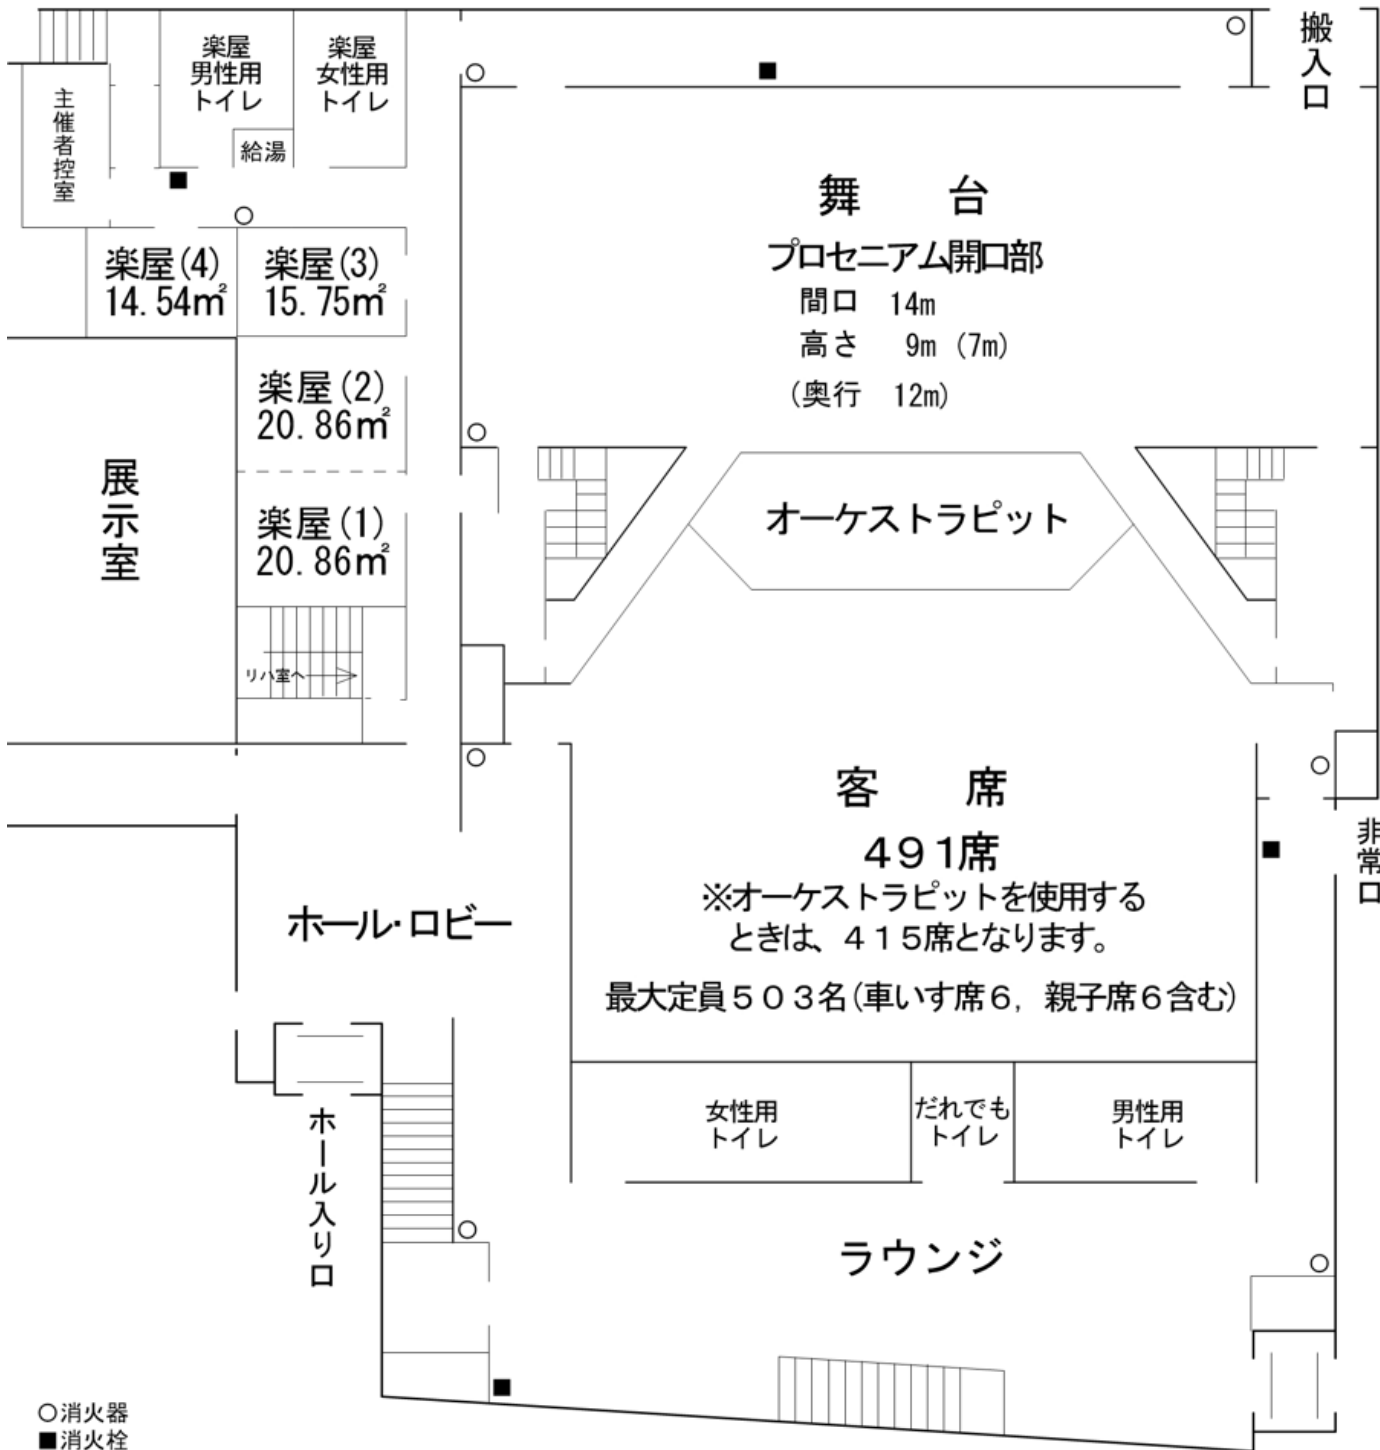 搬入口
楽屋
男性用
トイレ
楽屋
女性用
トイレ
主催者控室
給湯
舞　台
プロセニアム開口部
間口　14m
高さ　9m (7m)
(奥行　12m)
楽屋(4)
14.54㎡
楽屋(3)
15.75㎡
楽屋(2)
20.86㎡
楽屋(1)
20.86㎡
展示室
オーケストラピット
リハ室へ
客　席
491席
※オーケストラピットを使用する
ときは、415席となります。
最大定員503名(車いす席6, 親子席6含む)
非常口
ホール・ロビー
女性用
トイレ
だれでも
トイレ
男性用
トイレ
ホール入り口
ラウンジ
○消火器
■消火栓